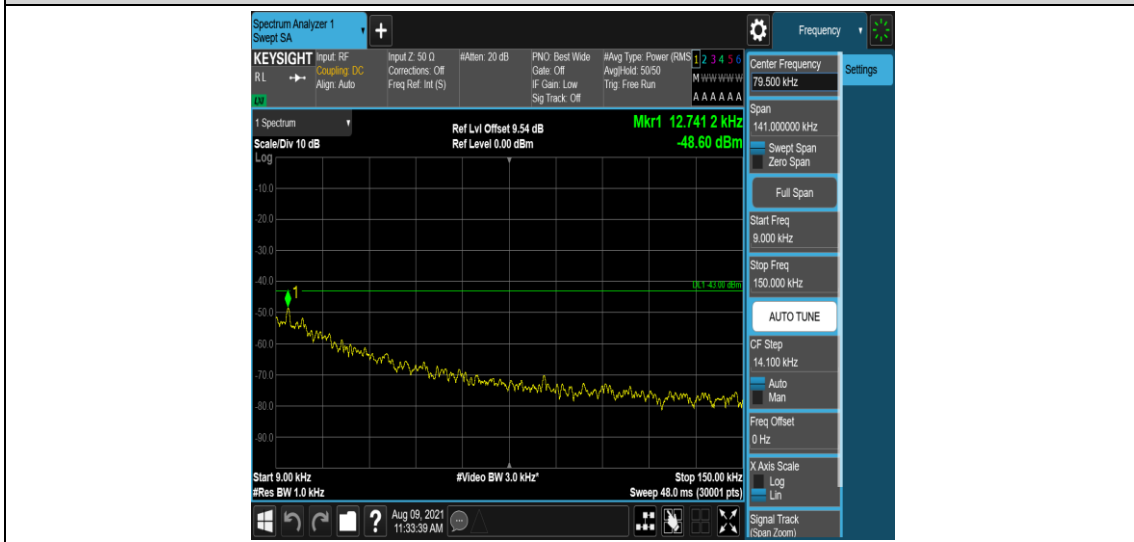 Spectrum Analyzer 1
Swept SA
+
Frequency
KEYSIGHT
RL
LXI
Input: RF
Coupling: DC
Align: Auto
Input Z: 50 Ω
Corrections: Off
Freq Ref: Int (S)
#Atten: 20 dB
PNO: Best Wide
Gate: Off
IF Gain: Low
Sig Track: Off
#Avg Type: Power (RMS
Avg|Hold: 50/50
Trig: Free Run
1 2 3 4 5 6
M W W W W W
A A A A A A
1 Spectrum
Scale/Div 10 dB
Log
Ref Lvl Offset 9.54 dB
Ref Level 0.00 dBm
Mkr1 12.741 2 kHz
-48.60 dBm
-10.0
-20.0
-30.0
-40.0
-50.0
-60.0
-70.0
-80.0
-90.0
DL1 -43.00 dBm
1
Start 9.00 kHz
#Res BW 1.0 kHz
#Video BW 3.0 kHz*
Stop 150.00 kHz
Sweep 48.0 ms (30001 pts)
Center Frequency
79.500 kHz
Settings
Span
141.000000 kHz
Swept Span
Zero Span
Full Span
Start Freq
9.000 kHz
Stop Freq
150.000 kHz
AUTO TUNE
CF Step
14.100 kHz
Auto
Man
Freq Offset
0 Hz
X Axis Scale
Log
Lin
Signal Track
(Span Zoom)
?
Aug 09, 2021
11:33:39 AM